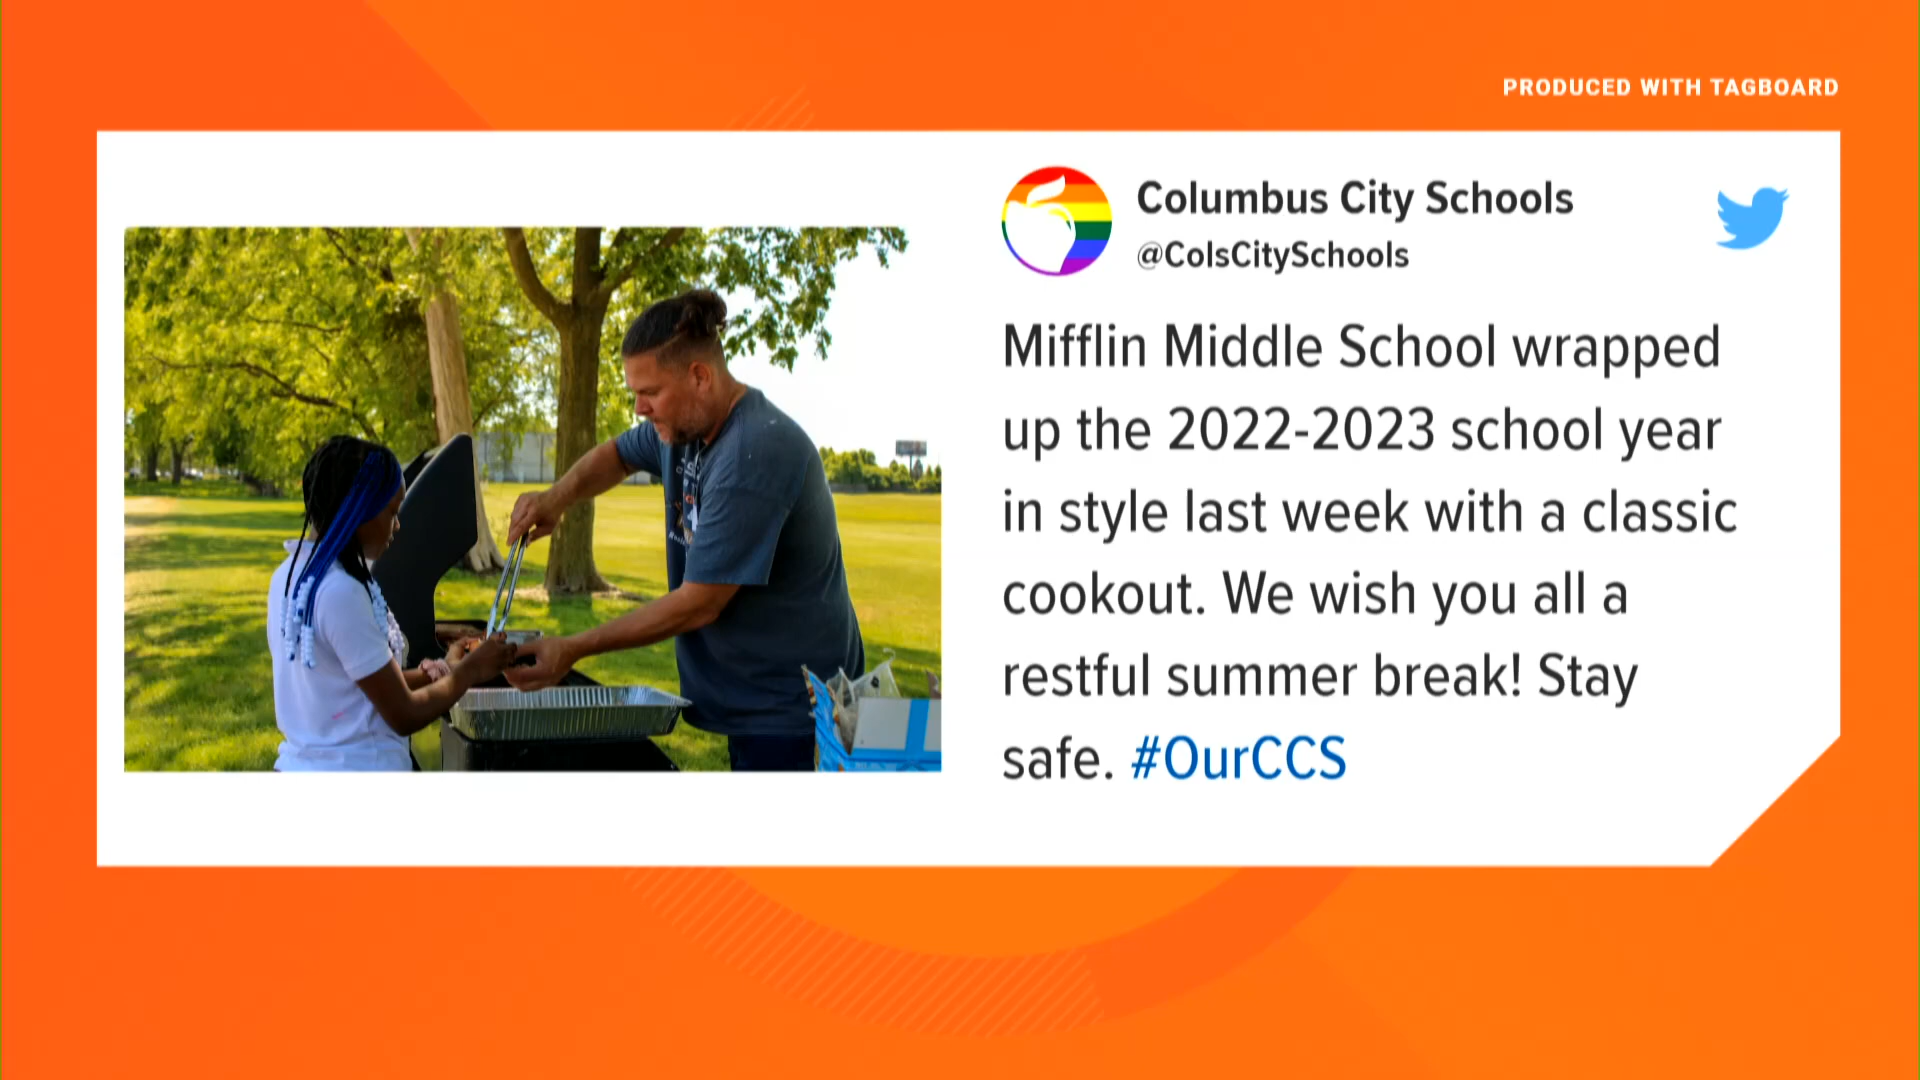 PRODUCED WITH TAGBOARD
Columbus City Schools
@ColsCitySchools
Mifflin Middle School wrapped
up the 2022-2023 school year
in style last week with a classic
cookout. We wish you all a
restful summer break! Stay
safe. #OurCCS